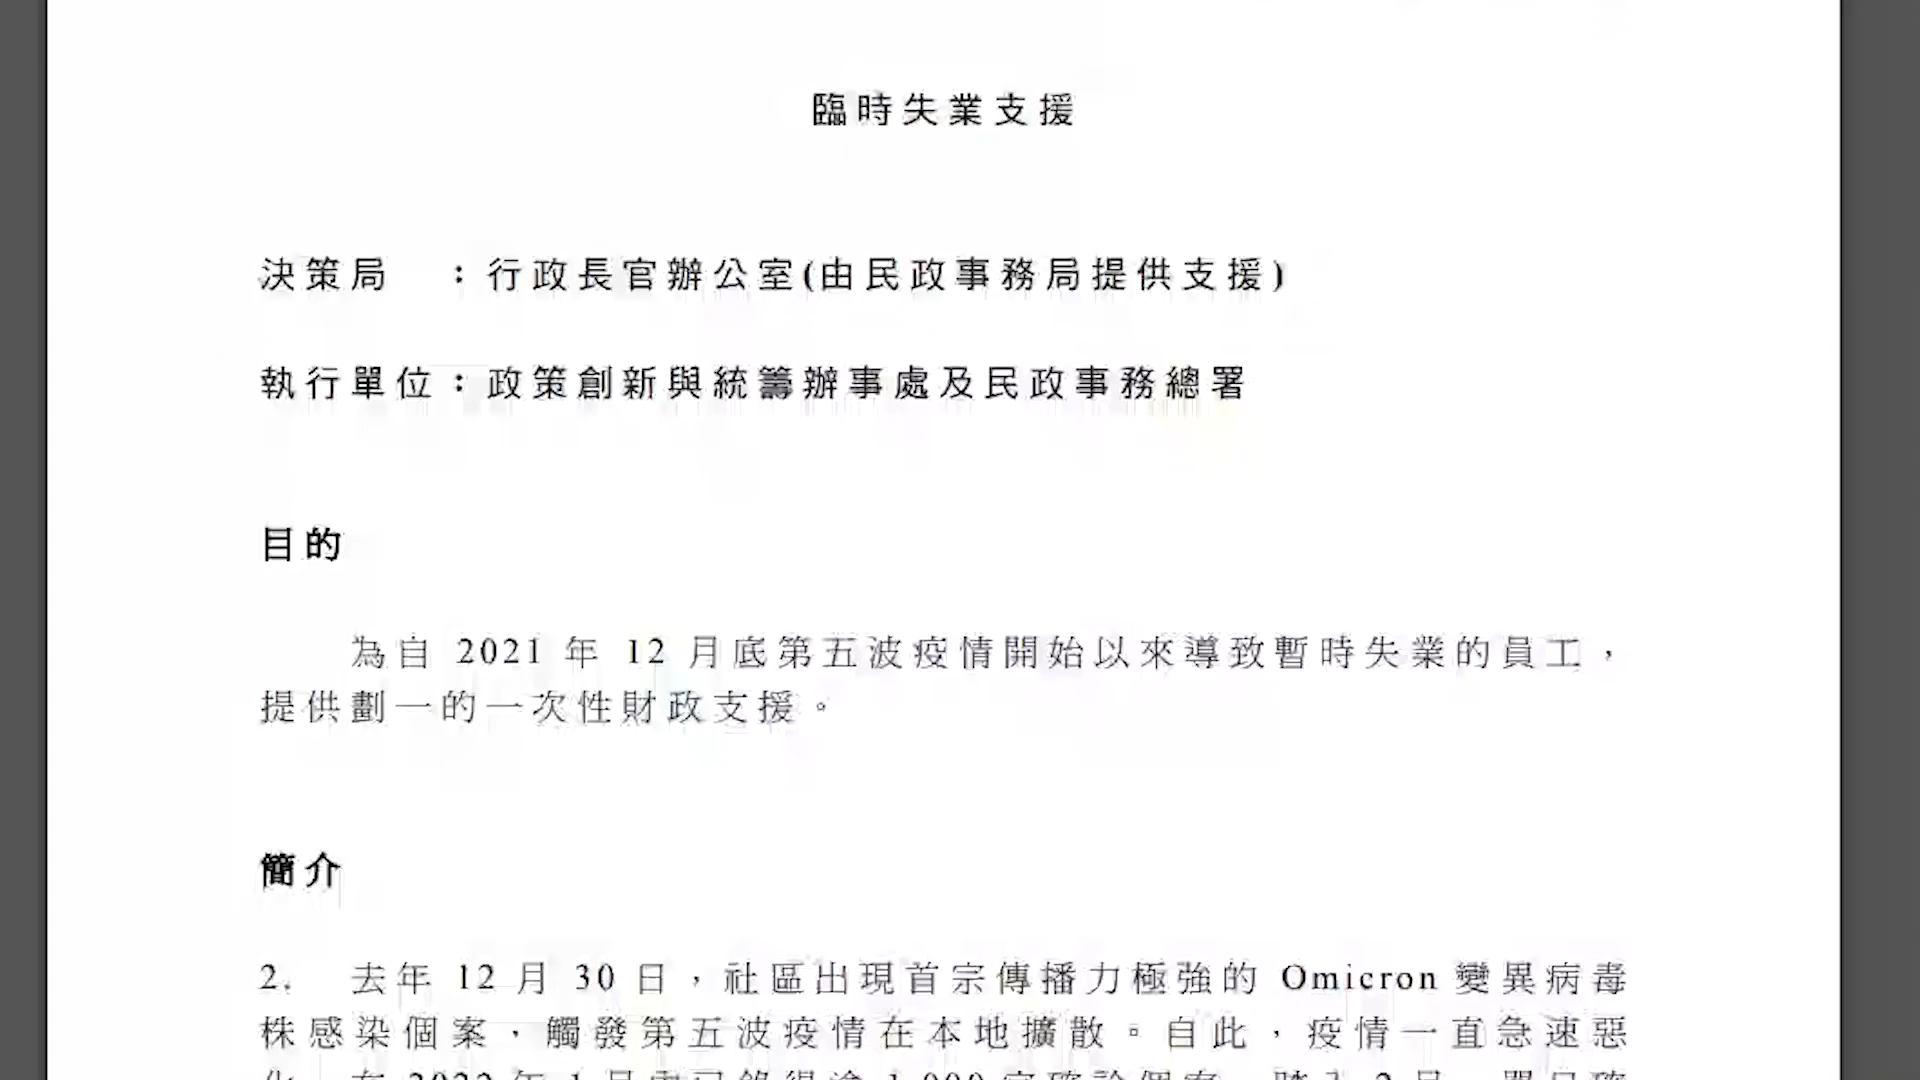 臨時失業支援
決策局 ：行政長官辦公室(由民政事務局提供支援)
執行單位：政策創新與統籌辦事處及民政事務總署
目的
為自 2021 年 12 月底第五波疫情開始以來導致暫時失業的員工，
提供劃一的一次性財政支援。
簡介
2. 去年 12 月 30 日，社區出現首宗傳播力極強的 Omicron 變異病毒
株感染個案，觸發第五波疫情在本地擴散。自此，疫情一直急速惡